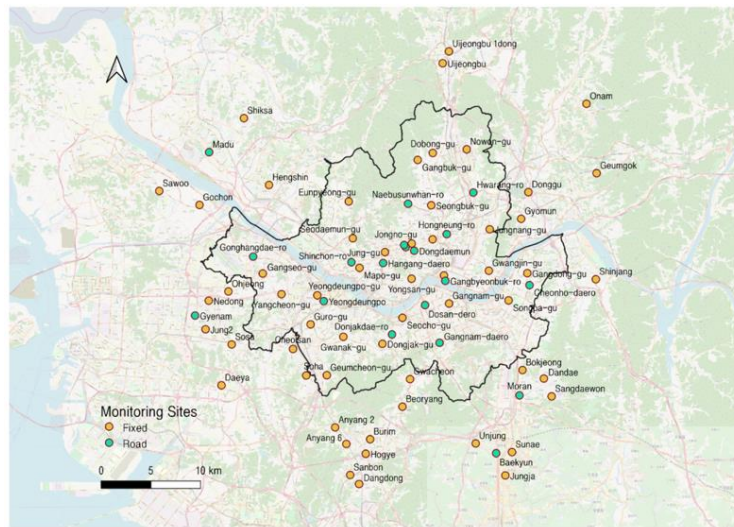 Uijeongbu 1dong
Uijeongbu
Onam
Shiksa
Madu
Dobong-gu
Nowon-gu
Gangbuk-gu
Geumgok
Hengshin
Sawoo
Gochon
Eunpyeong-gu
Naebusunwhan-ro
Hwarang-ro
Donggu
Seongbuk-gu
Gyomun
Seodaemun-gu
Jongno-gu
Hongneung-ro
Jungnang-gu
Gonghangdae-ro
Jung-gu
Dongdaemun
Shinchon-ro
Hangang-daero
Gwangjin-gu
Gangseo-gu
Mapo-gu
Gangdong-gu
Shinjang
Ohjeong
Yeongdeungpo-gu
Yongsan-gu
Gangbyeonbuk-ro
Cheonho-daero
Nedong
Yangcheon-gu
Yeongdeungpo
Gangnam-gu
Songpa-gu
Gyenam
Dosan-dero
Jung2
Guro-gu
Donjakdae-ro
Seocho-gu
Sosa
Cheolsan
Gwanak-gu
Dongjak-gu
Gangnam-daero
Soha
Geumcheon-gu
Gwacheon
Bokjeong
Dandae
Daeya
Moran
Sangdaewon
Beoryang
Monitoring Sites
Fixed
Road
Anyang 2
Anyang 6
Burim
Unjung
Sunae
Hogye
Baekyun
Sanbon
Jungja
Dangdong
0 5 10 km